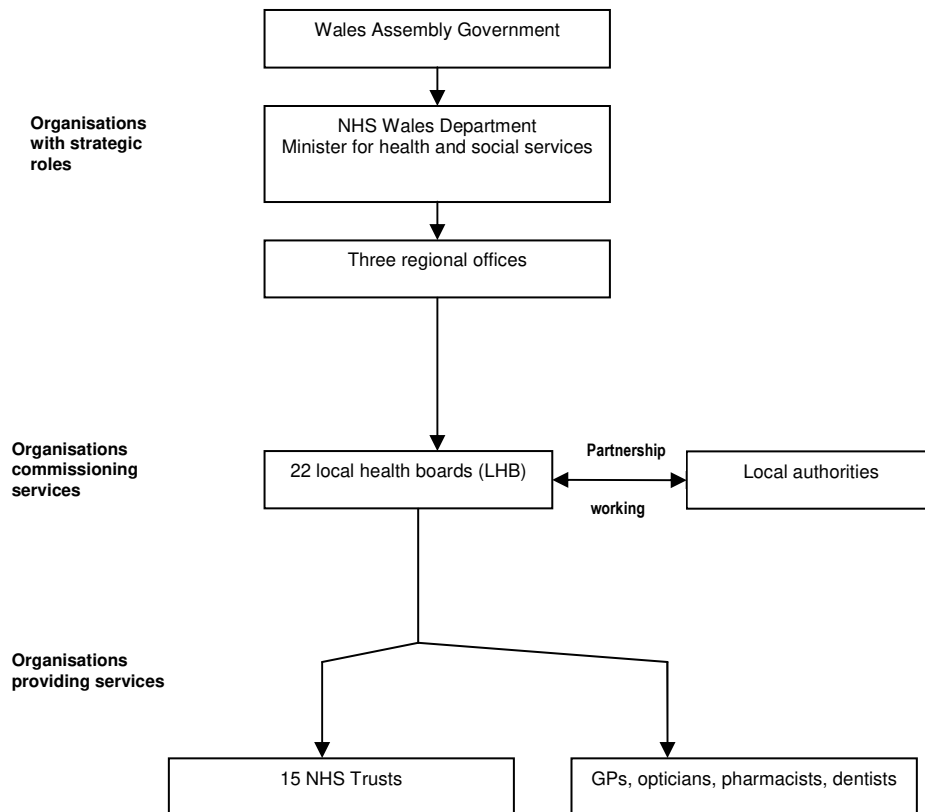 Wales Assembly Government
Organisations
with strategic
roles
NHS Wales Department
Minister for health and social services
Three regional offices
Organisations
commissioning
services
22 local health boards (LHB)
Partnership
working
Local authorities
Organisations
providing services
15 NHS Trusts
GPs, opticians, pharmacists, dentists